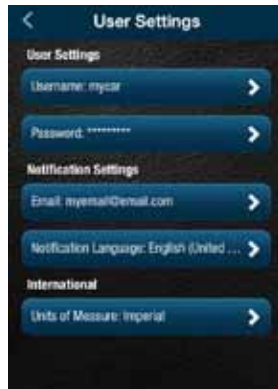 User Settings
User Settings
Username: mycar
Password: *********
Notification Settings
Email: myemail@email.com
Notification Language: English (United ...
International
Units of Measure: Imperial